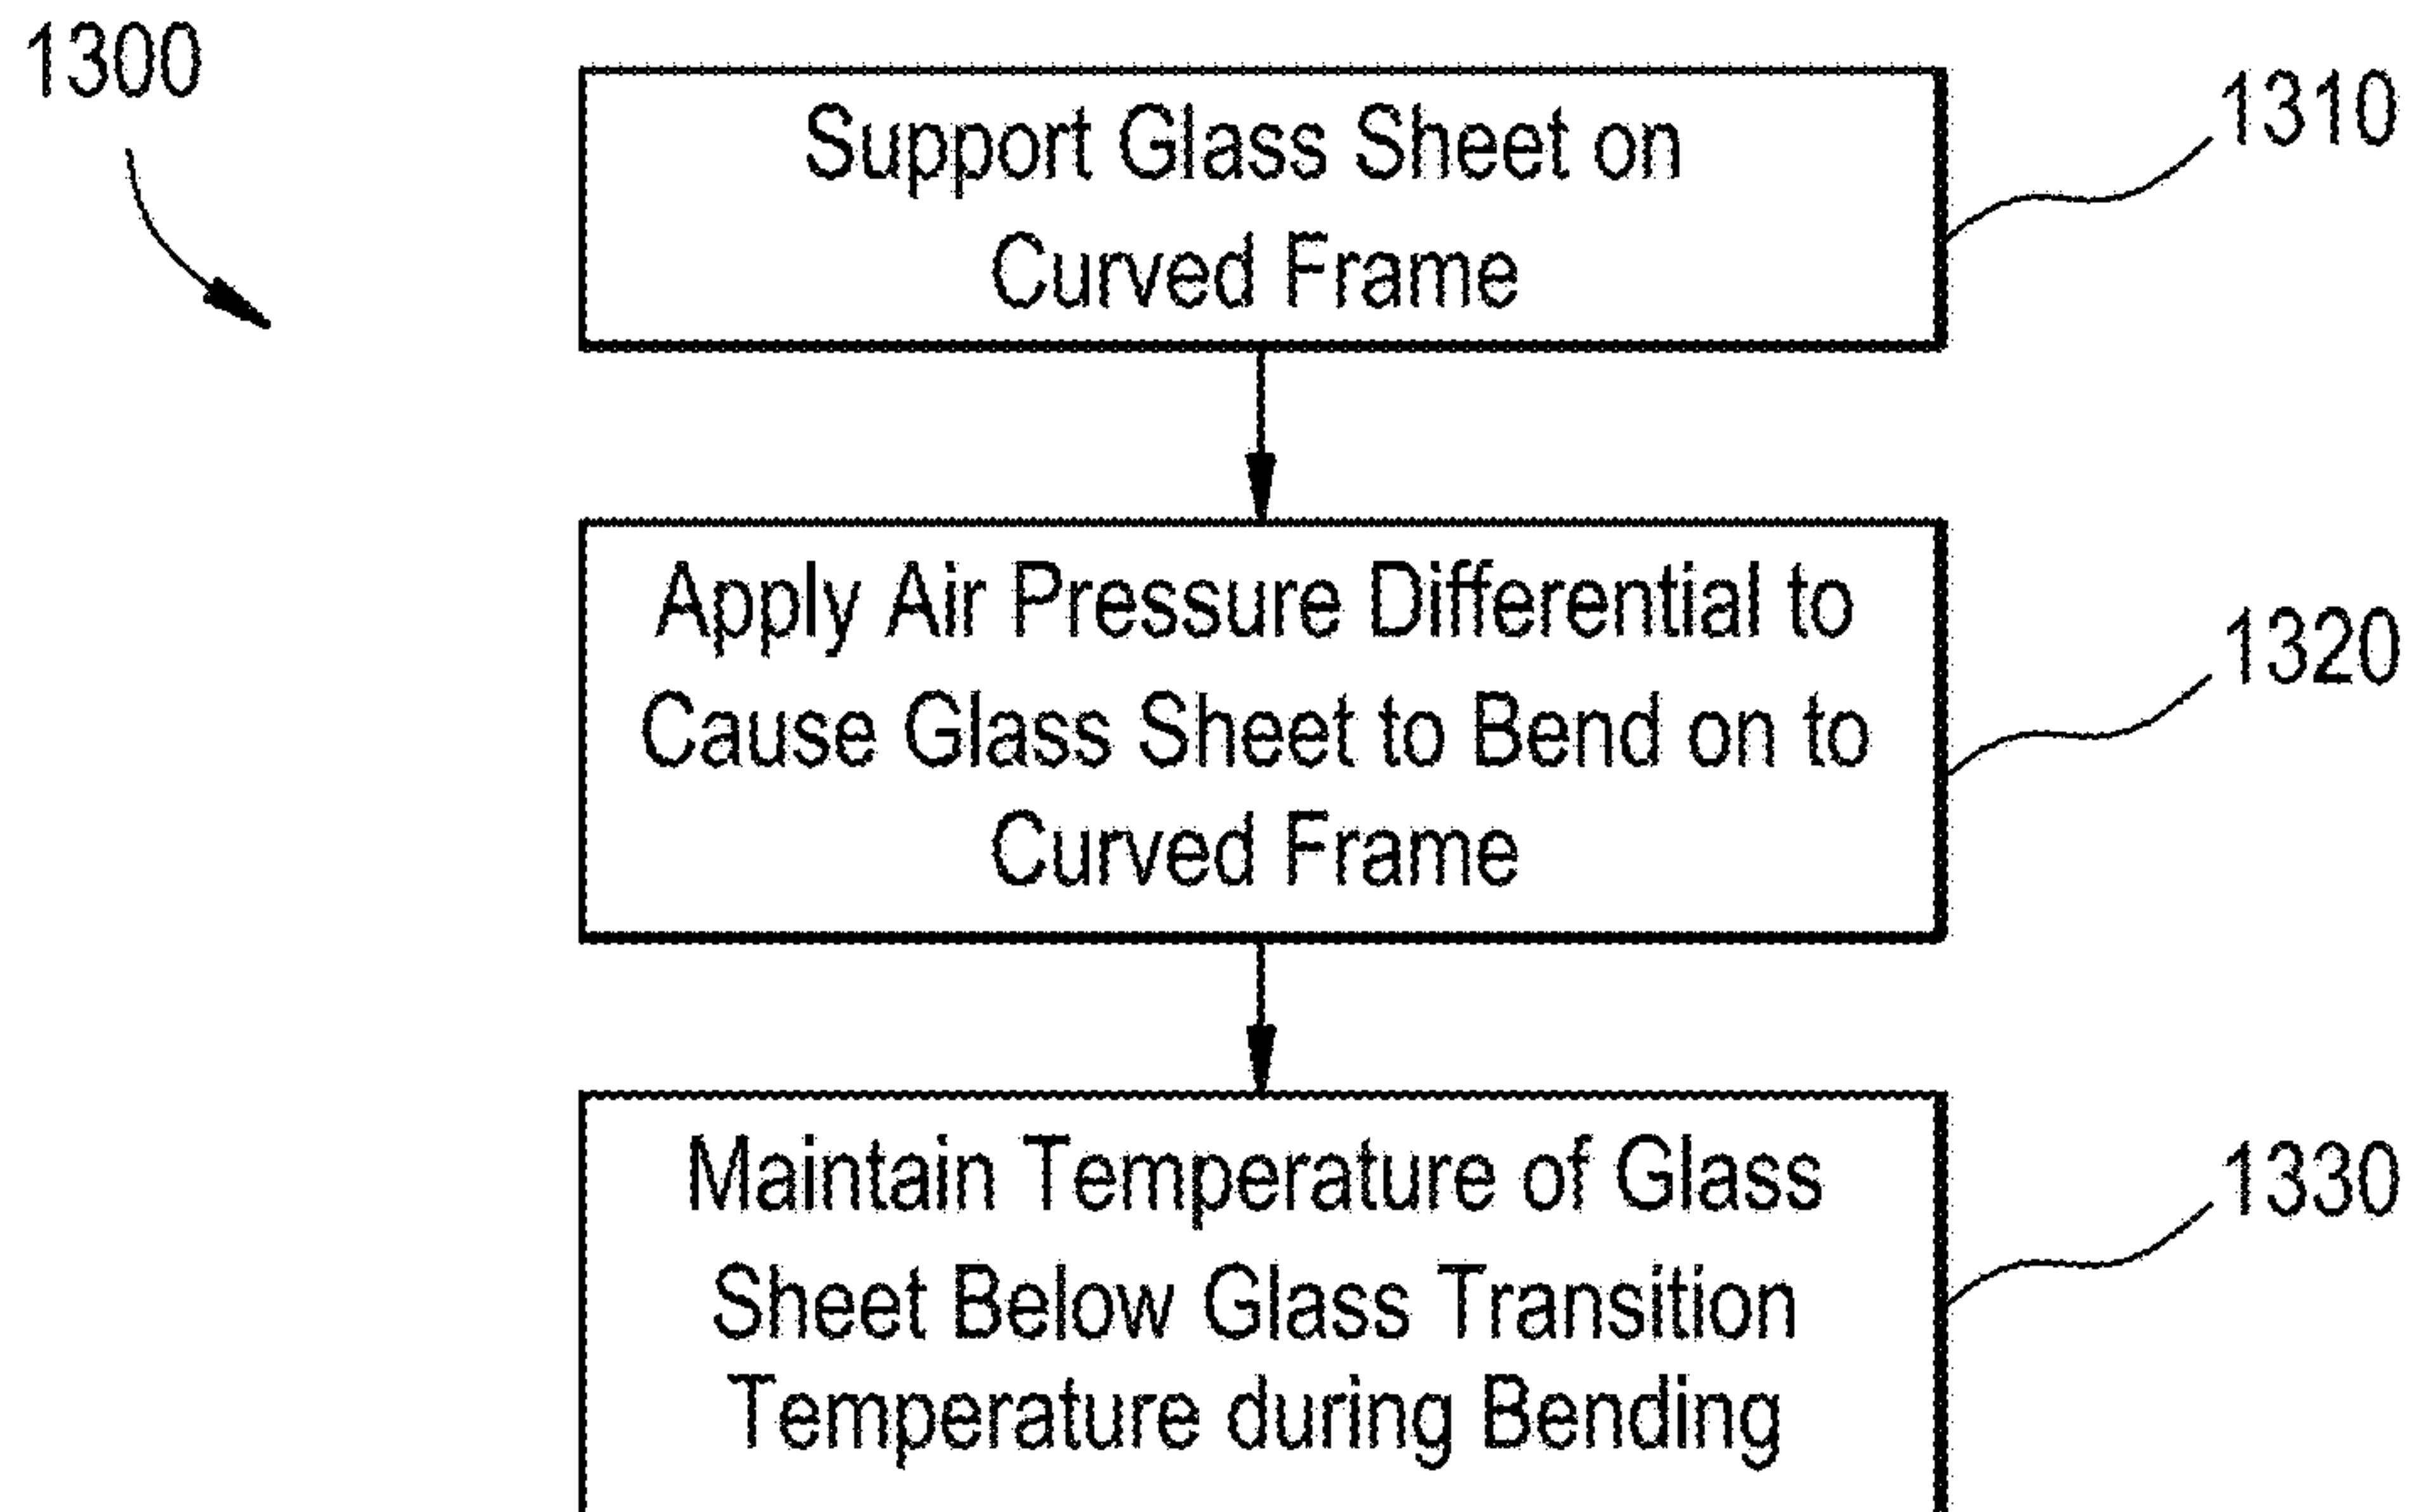 1300
Support Glass Sheet on
Curved Frame
1310
Apply Air Pressure Differential to
Cause Glass Sheet to Bend on to
Curved Frame
1320
Maintain Temperature of Glass
Sheet Below Glass Transition
Temperature during Bending
1330